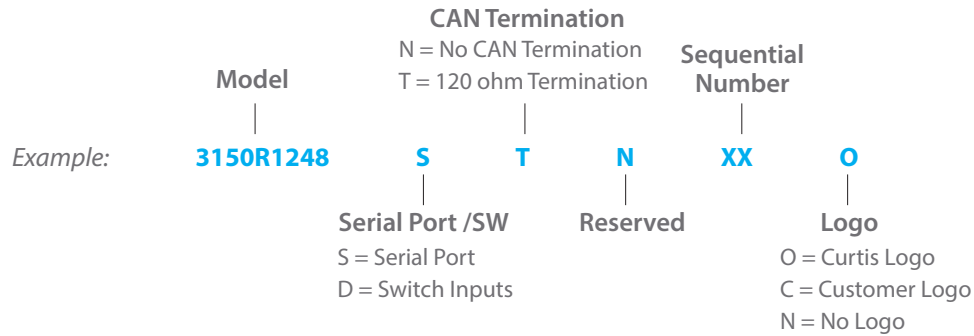 CAN Termination
N = No CAN Termination
T = 120 ohm Termination
Model
Sequential
Number
Example: 3150R1248 S T N XX O
Serial Port /SW
S = Serial Port
D = Switch Inputs
Reserved
Logo
O = Curtis Logo
C = Customer Logo
N = No Logo